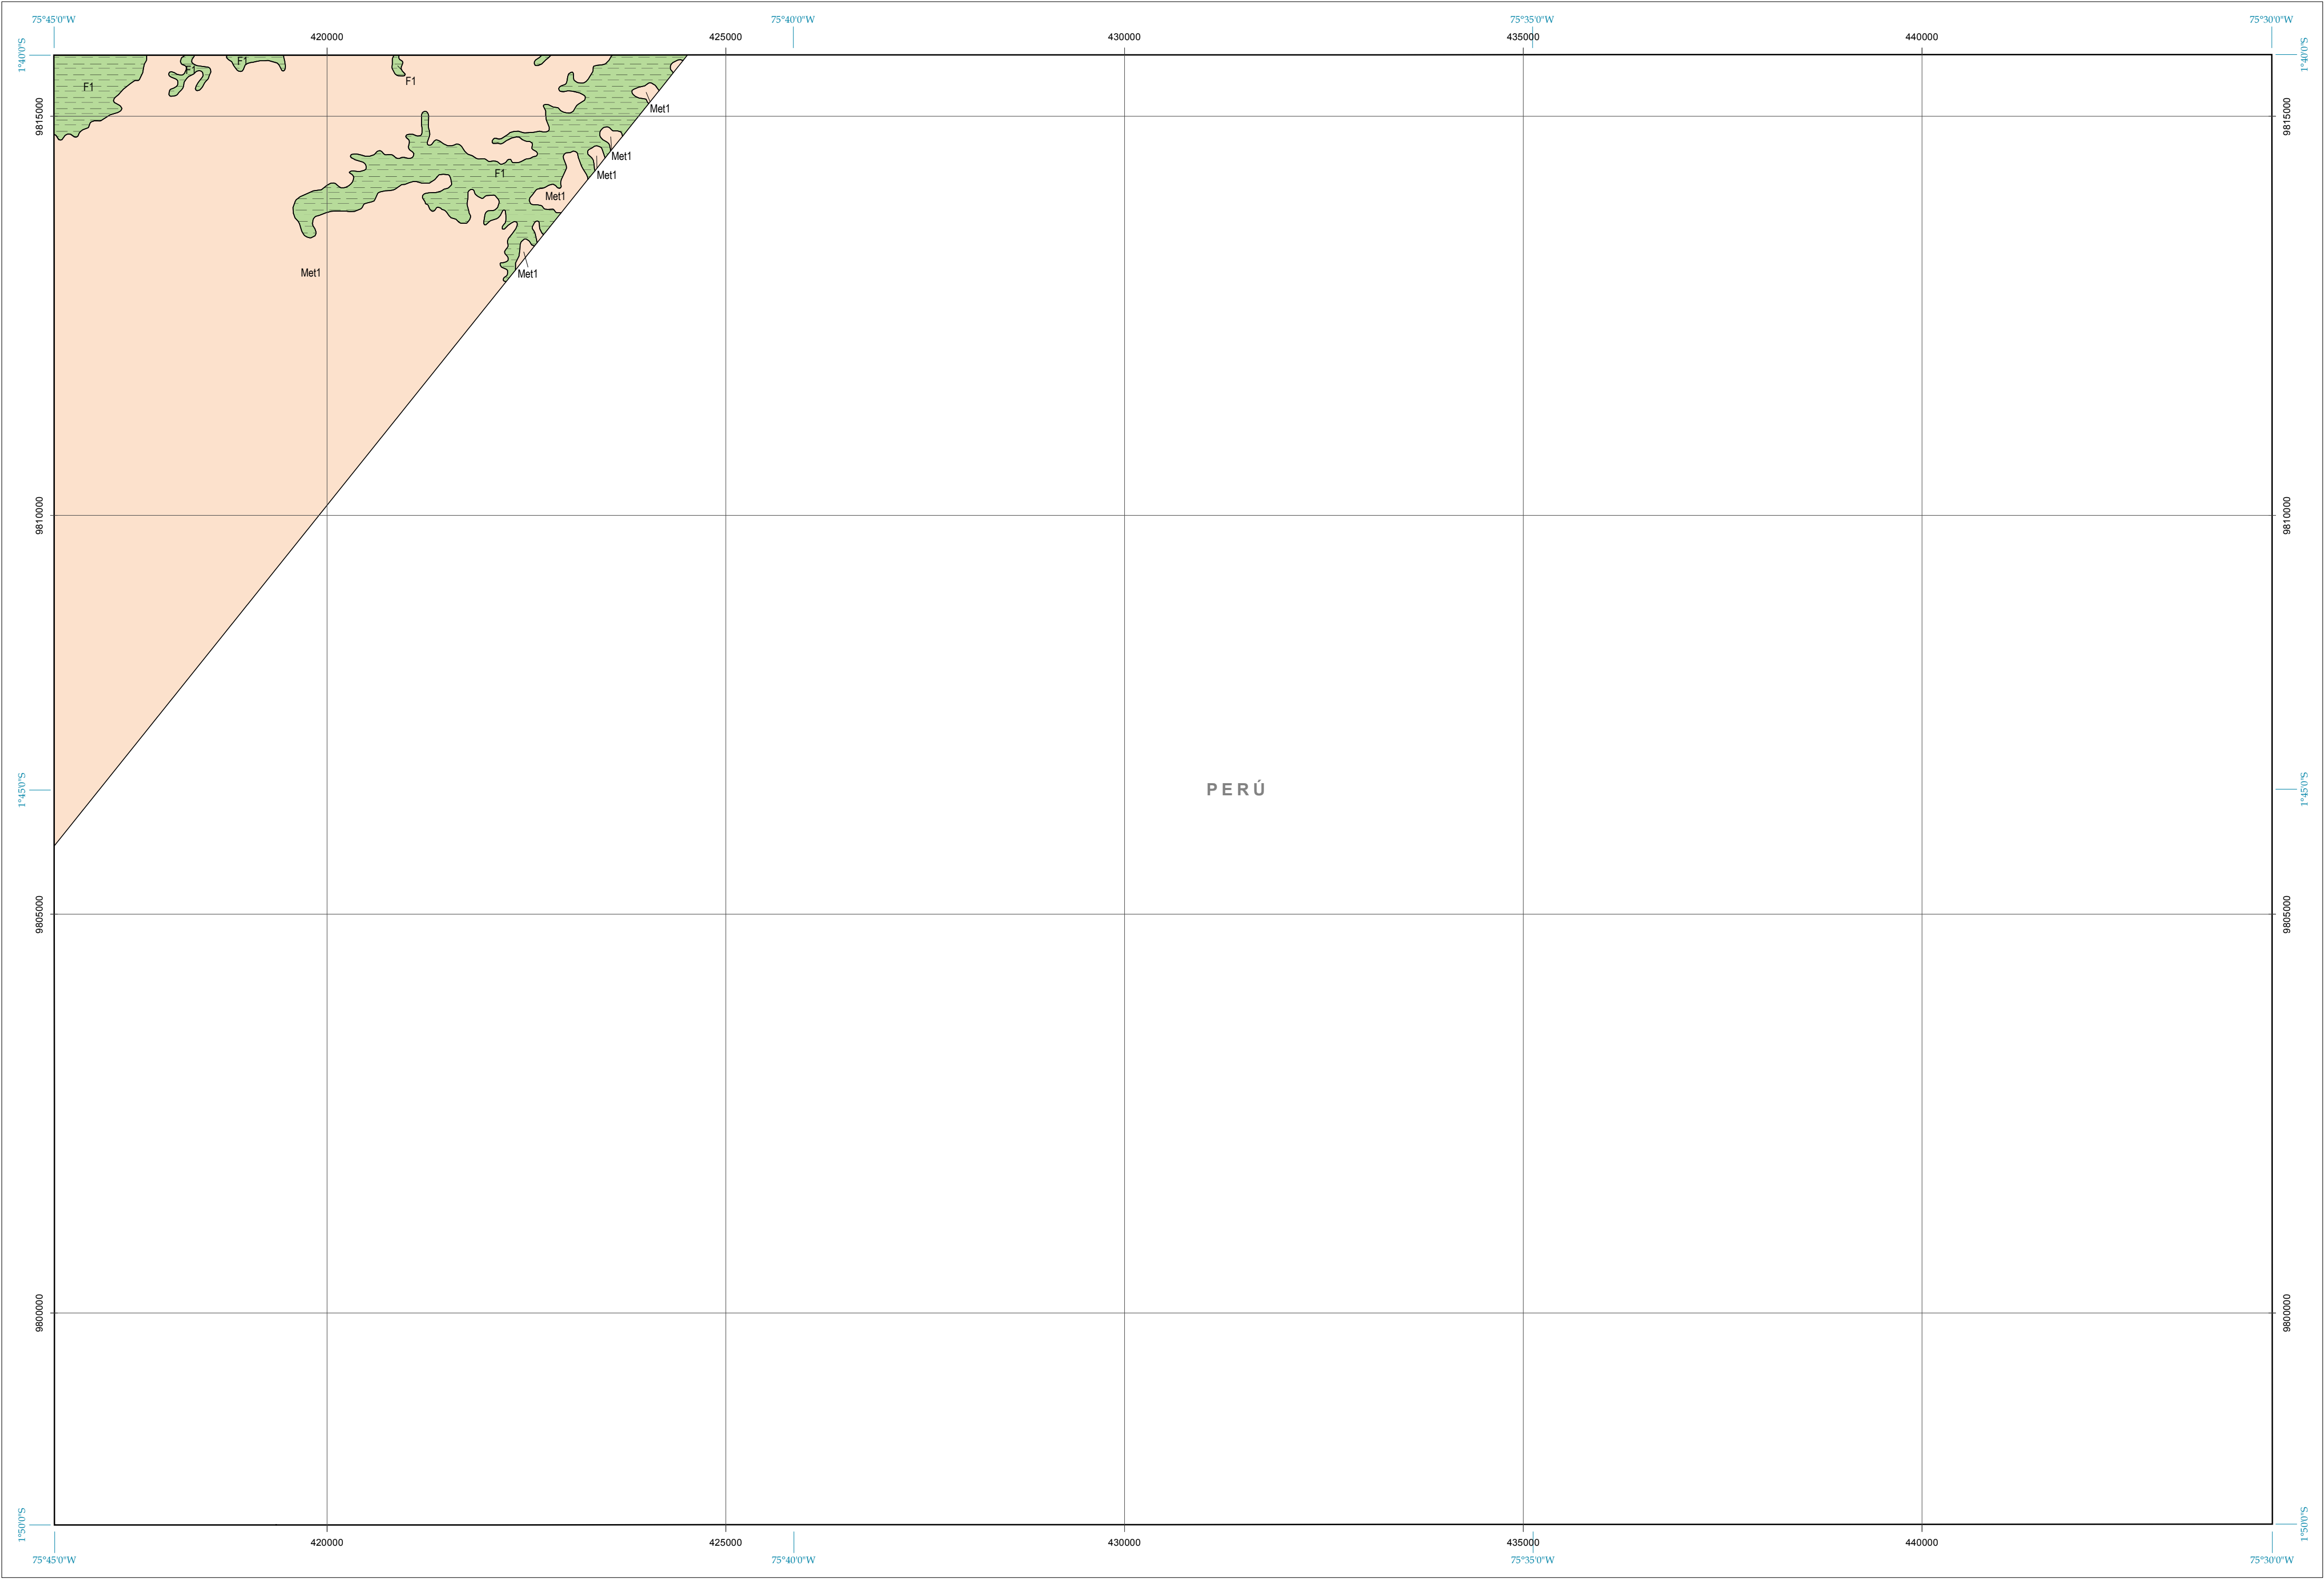 75°45'0"W 75°40'0"W 75°35'0"W 75°30'0"W
420000 425000 430000 435000 440000
1°40'0"S 1°40'0"S
F1 F1 F1 F1
9815000 Met1 9815000
Met1
F1 Met1
Met1
Met1 Met1
9810000 9810000
1°45'0"S PERÚ 1°45'0"S
9805000 9805000
9800000 9800000
1°50'0"S 1°50'0"S
420000 425000 430000 435000 440000
75°45'0"W 75°40'0"W 75°35'0"W 75°30'0"W